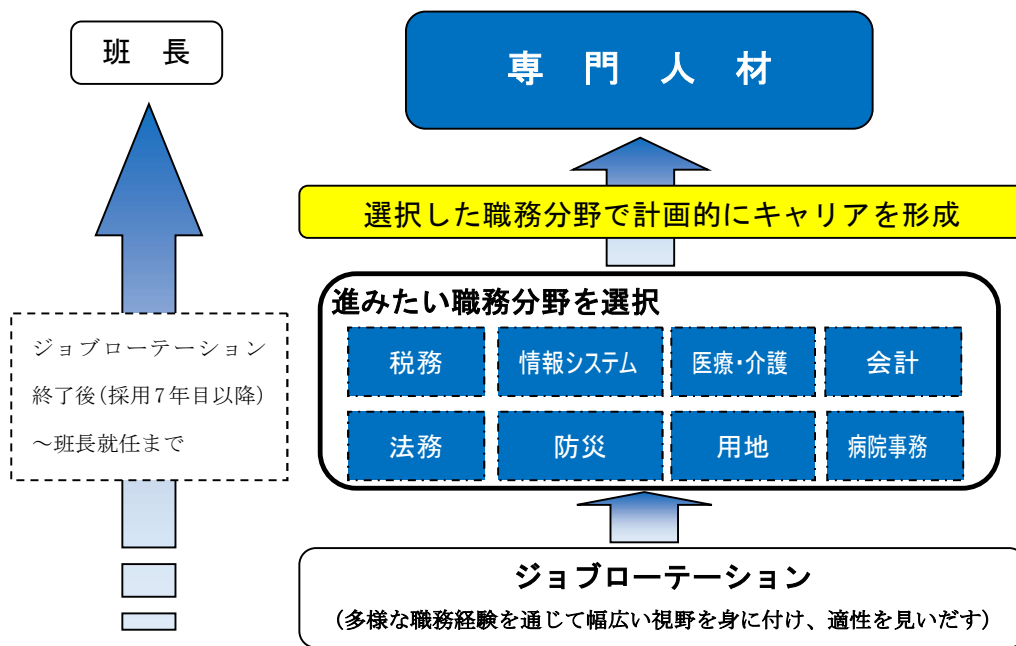 班　長
専　門　人　材
選択した職務分野で計画的にキャリアを形成
進みたい職務分野を選択
税務
情報システム
医療・介護
会計
法務
防災
用地
病院事務
ジョブローテーション
終了後(採用7年目以降)
～班長就任まで
ジョブローテーション
(多様な職務経験を通じて幅広い視野を身に付け、適性を見いだす)